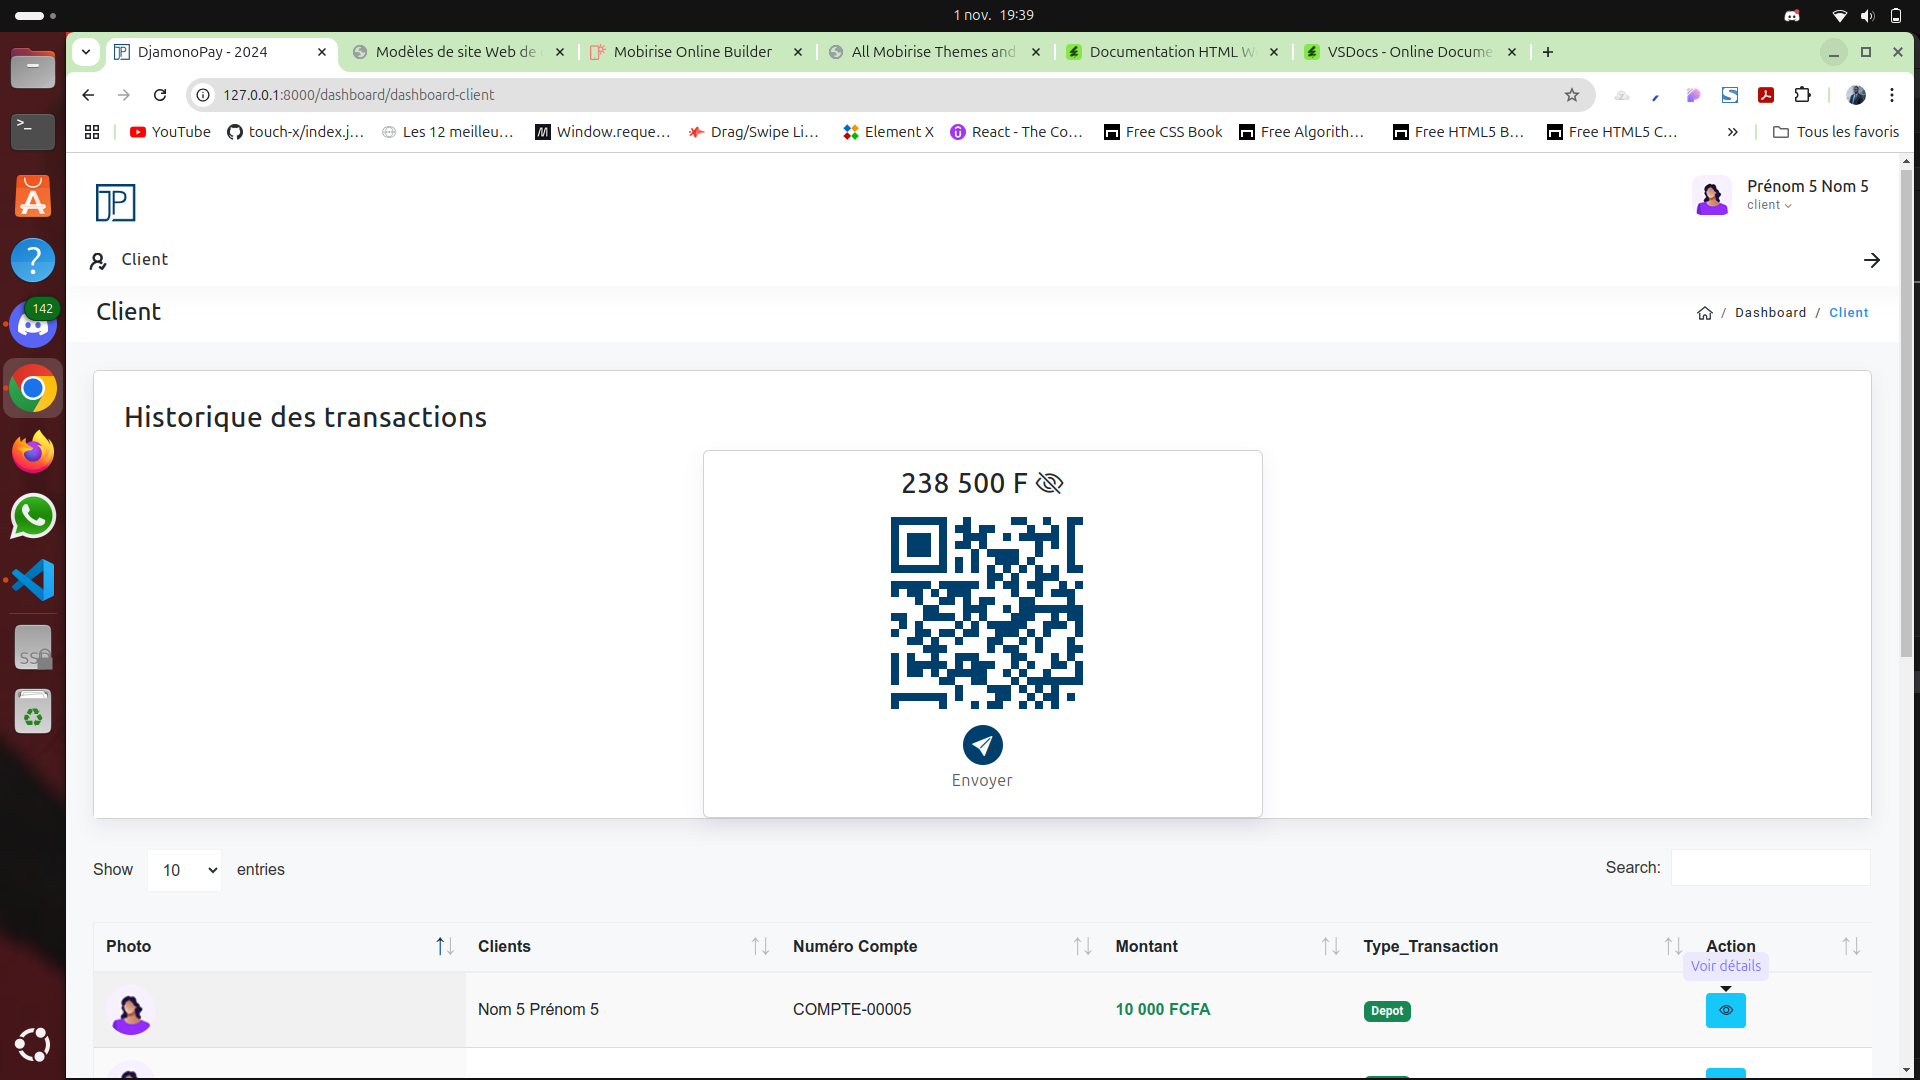 1 nov. 19:39
DjamonoPay - 2024
Modèles de site Web de
Mobirise Online Builder
All Mobirise Themes and
Documentation HTML W
VSDocs - Online Docume
127.0.0.1:8000/dashboard/dashboard-client
YouTube
touch-x/index.j…
Les 12 meilleu…
Window.reque…
Drag/Swipe Li…
Element X
React - The Co…
Free CSS Book
Free Algorith…
Free HTML5 B…
Free HTML5 C…
Tous les favoris
JP
Prénom 5 Nom 5
client
Client
Client
/ Dashboard / Client
Historique des transactions
238 500 F
Envoyer
142
SSD
Show 10 entries
Search:
Photo
Clients
Numéro Compte
Montant
Type_Transaction
Action
Voir détails
Nom 5 Prénom 5
COMPTE-00005
10 000 FCFA
Depot